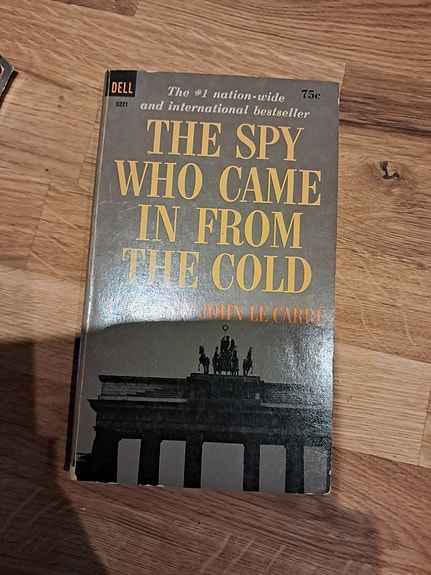 DELL
8221
The #1 nation-wide
and international bestseller
75c
THE SPY
WHO CAME
IN FROM
THE COLD
JOHN LE CARRÉ